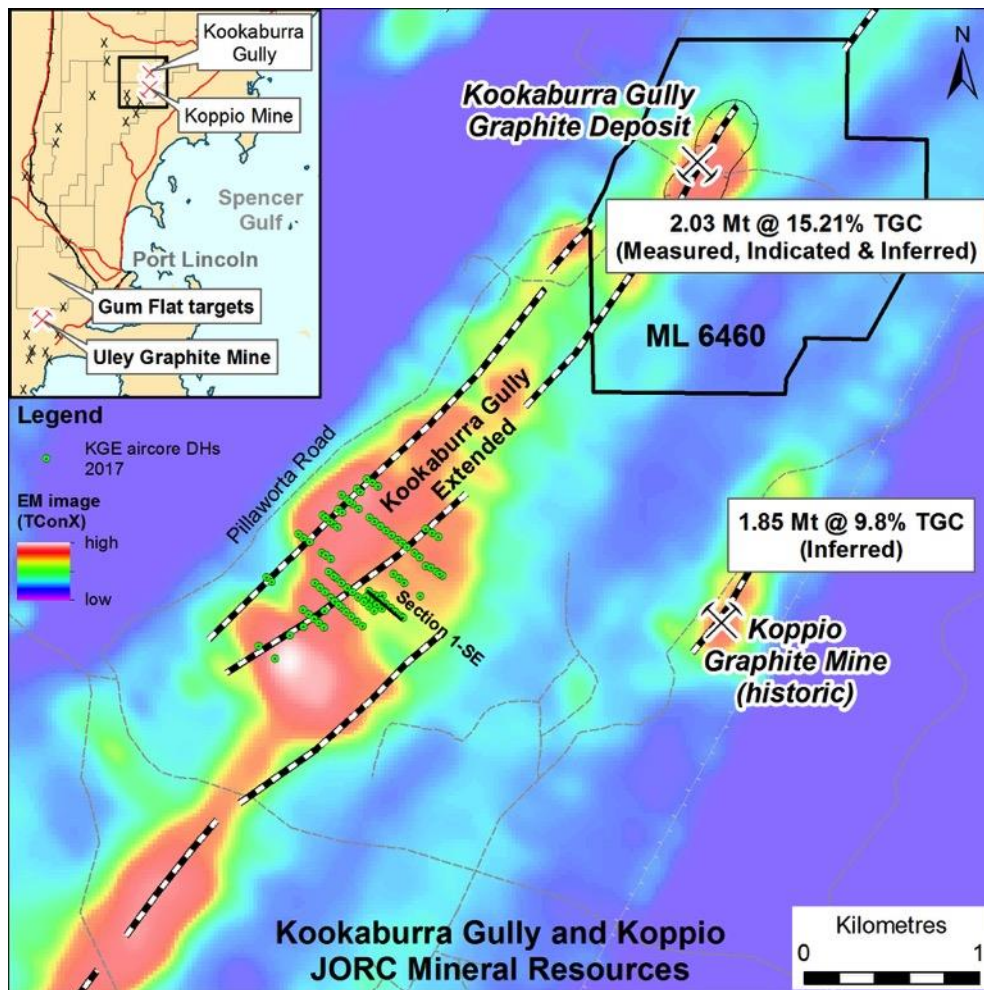 Kookaburra
Gully
Koppio Mine
Spencer
Gulf
Port Lincoln
Gum Flat targets
Uley Graphite Mine
N
Kookaburra Gully
Graphite Deposit
2.03 Mt @ 15.21% TGC
(Measured, Indicated & Inferred)
ML 6460
Legend
KGE aircore DHs
2017
EM image
(TConX)
high
low
Pillaworta Road
Kookaburra Gully
Extended
Section 1-SE
1.85 Mt @ 9.8% TGC
(Inferred)
Koppio
Graphite Mine
(historic)
Kookaburra Gully and Koppio
JORC Mineral Resources
Kilometres
0 1